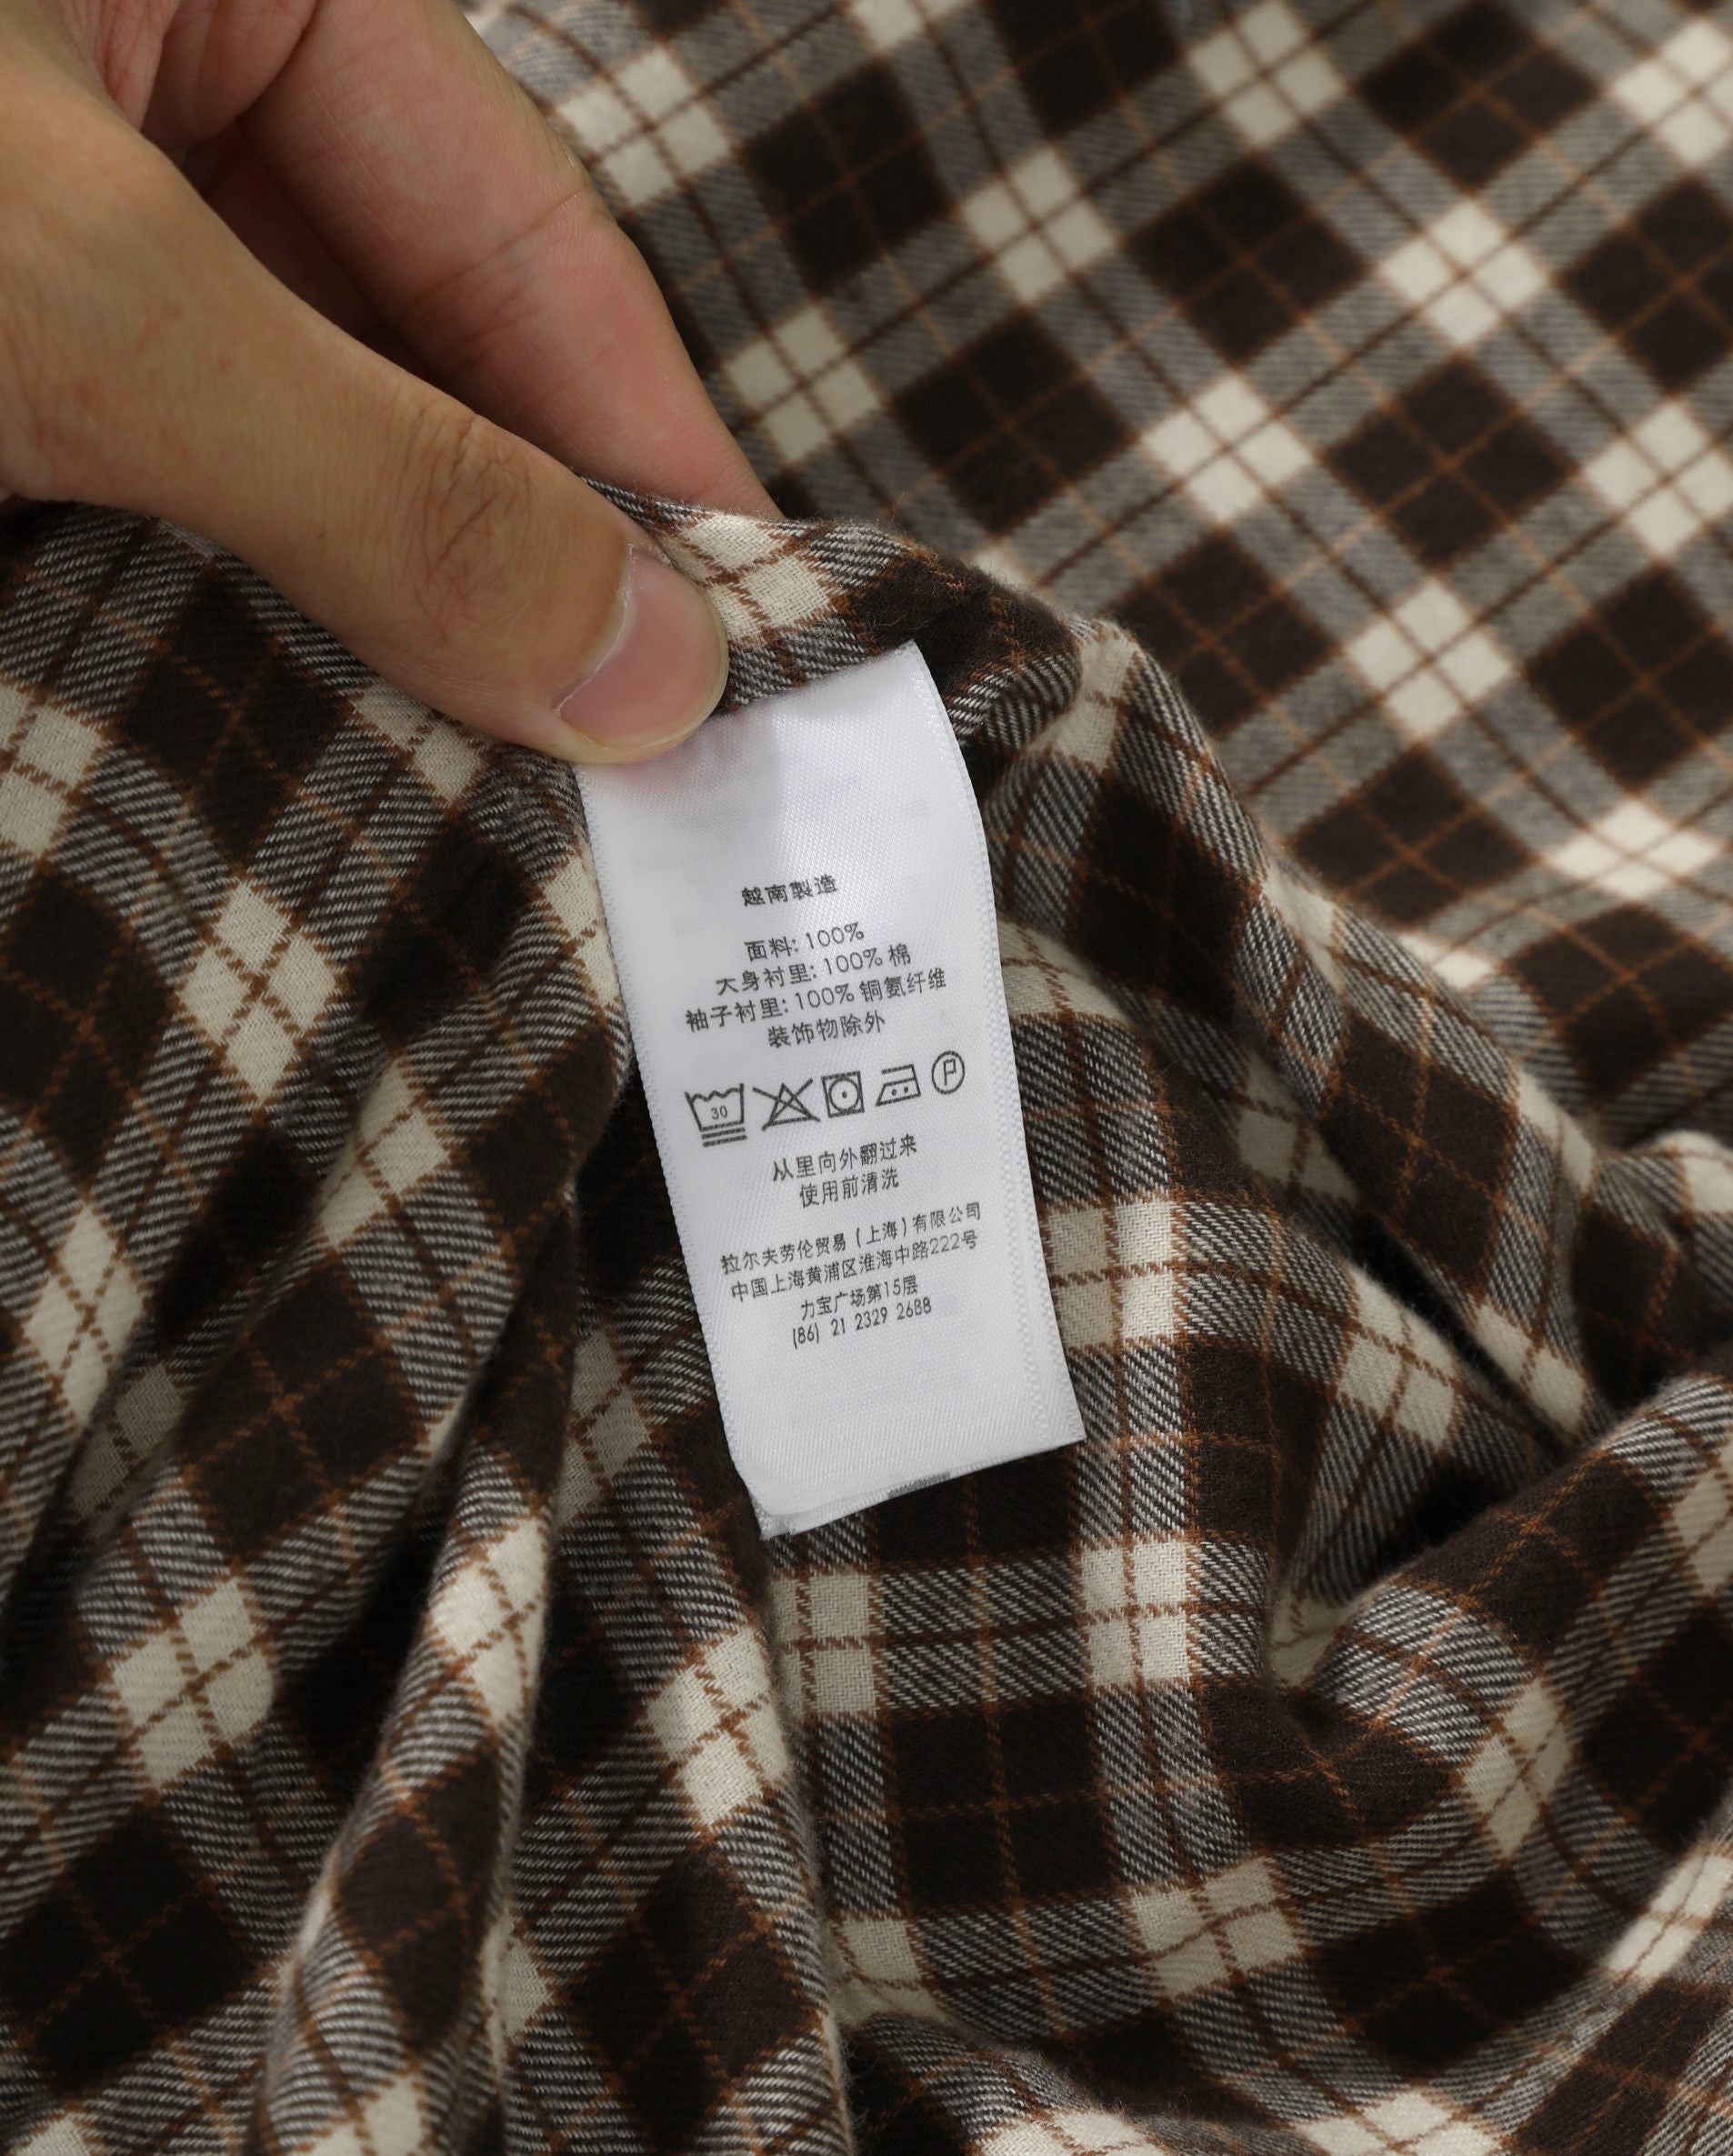 越南製造
面料: 100%
大身衬里: 100% 棉
袖子衬里: 100% 铜氨纤维
装饰物除外
30
P
从里向外翻过来
使用前清洗
拉尔夫劳伦贸易 (上海) 有限公司
中国上海黄浦区淮海中路222号
力宝广场第15层
(86) 21 2329 2688